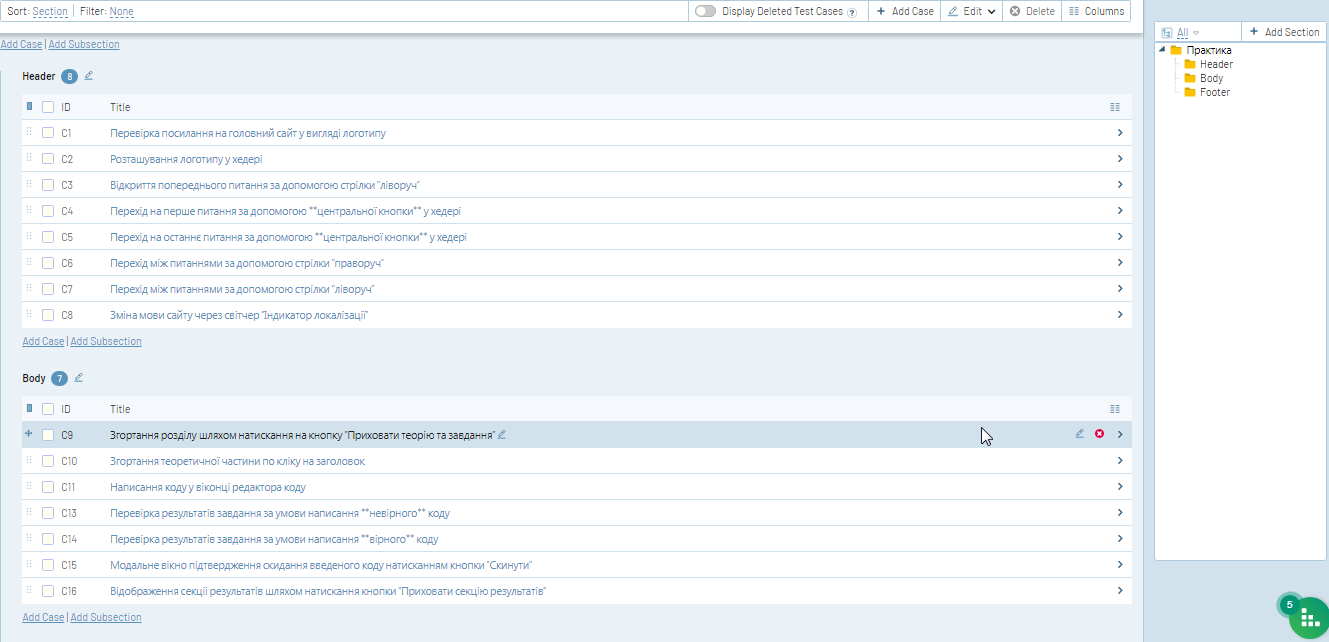 Sort: Section | Filter: None
Display Deleted Test Cases ? + Add Case Edit Delete Columns
All + Add Section
Практика
Header
Body
Footer
Add Case | Add Subsection
Header 8
ID Title
C1 Перевірка посилання на головний сайт у вигляді логотипу
C2 Розташування логотипу у хедері
C3 Відкриття попереднього питання за допомогою стрілки "ліворуч"
C4 Перехід на перше питання за допомогою **центральної кнопки** у хедері
C5 Перехід на останнє питання за допомогою **центральної кнопки** у хедері
C6 Перехід між питаннями за допомогою стрілки "праворуч"
C7 Перехід між питаннями за допомогою стрілки "ліворуч"
C8 Зміна мови сайту через світчер "Індикатор локалізації"
Add Case | Add Subsection
Body 7
ID Title
C9 Згортання розділу шляхом натискання на кнопку "Приховати теорію та завдання"
C10 Згортання теоретичної частини по кліку на заголовок
C11 Написання коду у віконці редактора коду
C13 Перевірка результатів завдання за умови написання **невірного** коду
C14 Перевірка результатів завдання за умови написання **вірного** коду
C15 Модальне вікно підтвердження скидання введеного коду натисканням кнопки "Скинути"
C16 Відображення секції результатів шляхом натискання кнопки "Приховати секцію результатів"
Add Case | Add Subsection
5